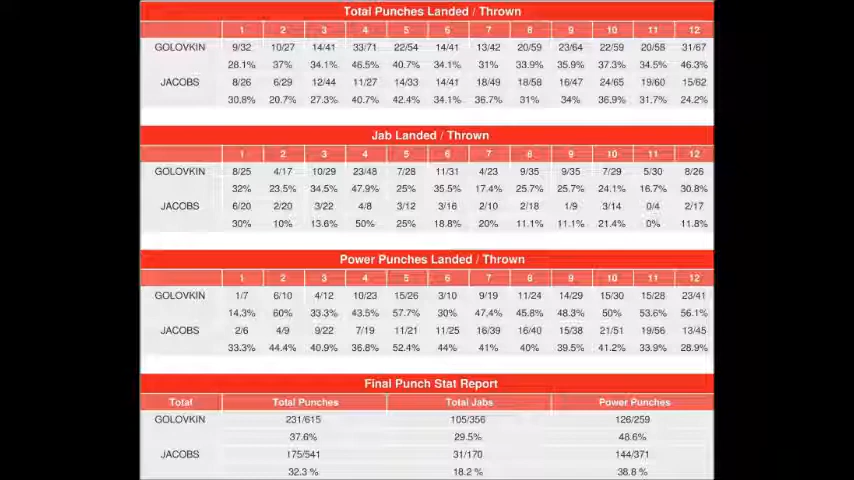 Total Punches Landed / Thrown
1 2 3 4 5 6 7 8 9 10 11 12
GOLOVKIN 9/32 10/27 14/41 33/71 22/54 14/41 13/42 20/59 23/64 22/59 20/58 31/67
28.1% 37% 34.1% 46.5% 40.7% 34.1% 31% 33.9% 35.9% 37.3% 34.5% 46.3%
JACOBS 8/26 6/29 12/44 11/27 14/33 14/41 18/49 18/58 16/47 24/65 19/60 15/62
30.8% 20.7% 27.3% 40.7% 42.4% 34.1% 36.7% 31% 34% 36.9% 31.7% 24.2%
Jab Landed / Thrown
1 2 3 4 5 6 7 8 9 10 11 12
GOLOVKIN 8/25 4/17 10/29 23/48 7/28 11/31 4/23 9/35 9/35 7/29 5/30 8/26
32% 23.5% 34.5% 47.9% 25% 35.5% 17.4% 25.7% 25.7% 24.1% 16.7% 30.8%
JACOBS 6/20 2/20 3/22 4/8 3/12 3/16 2/10 2/18 1/9 3/14 0/4 2/17
30% 10% 13.6% 50% 25% 18.8% 20% 11.1% 11.1% 21.4% 0% 11.8%
Power Punches Landed / Thrown
1 2 3 4 5 6 7 8 9 10 11 12
GOLOVKIN 1/7 6/10 4/12 10/23 15/26 3/10 9/19 11/24 14/29 15/30 15/28 23/41
14.3% 60% 33.3% 43.5% 57.7% 30% 47.4% 45.8% 48.3% 50% 53.6% 56.1%
JACOBS 2/6 4/9 9/22 7/19 11/21 11/25 16/39 16/40 15/38 21/51 19/56 13/45
33.3% 44.4% 40.9% 36.8% 52.4% 44% 41% 40% 39.5% 41.2% 33.9% 28.9%
Final Punch Stat Report
Total Total Punches Total Jabs Power Punches
GOLOVKIN 231/615 105/356 126/259
37.6% 29.5% 48.6%
JACOBS 175/541 31/170 144/371
32.3 % 18.2 % 38.8 %